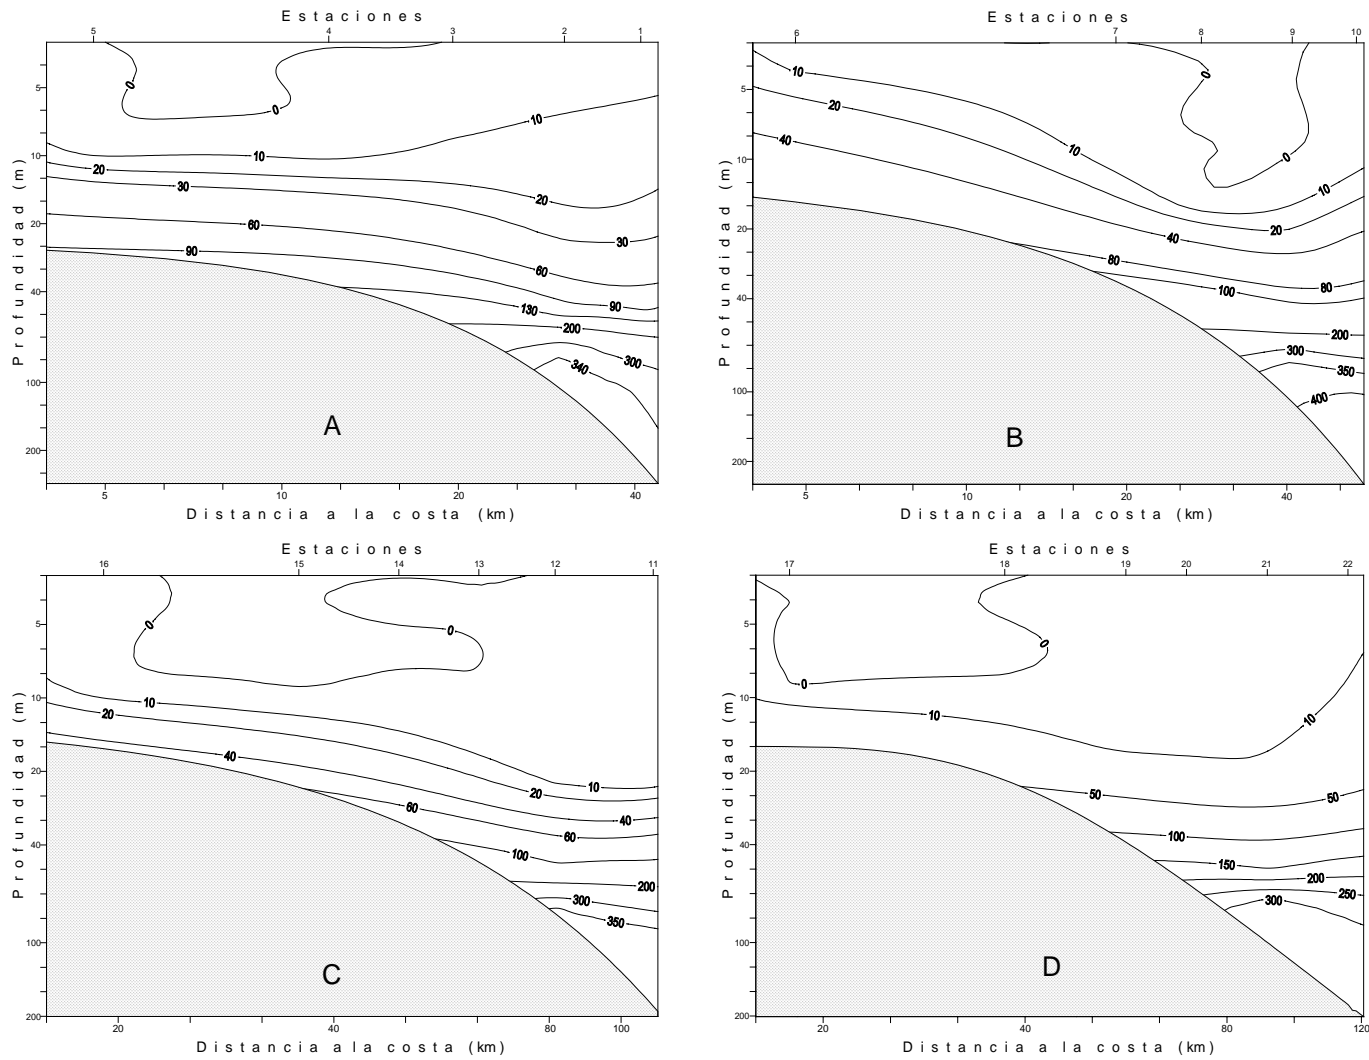 Estaciones
5 4 3 2 1
Profundidad (m)
5
10
20
40
100
200
0 0 10
10
20 20
30 30
60 60
90 90
130
200
300
340
A
5 10 20 40
Distancia a la costa (km)
Estaciones
6 7 8 9 10
Profundidad (m)
5
10
20
40
100
200
10 0
20
40 10 0
10
20
40
80 80
100
200
300
350
400
B
5 10 20 40
Distancia a la costa (km)
Estaciones
16 15 14 13 12 11
Profundidad (m)
5
10
20
40
100
200
0 0
10
20
40 10
20
60 40
60
100
200
300
350
C
20 40 80 100
Distancia a la costa (km)
Estaciones
17 18 19 20 21 22
Profundidad (m)
5
10
20
40
100
200
0
0
10 10
50 50
100
150
200
250
300
D
20 40 80 120
Distancia a la costa (km)